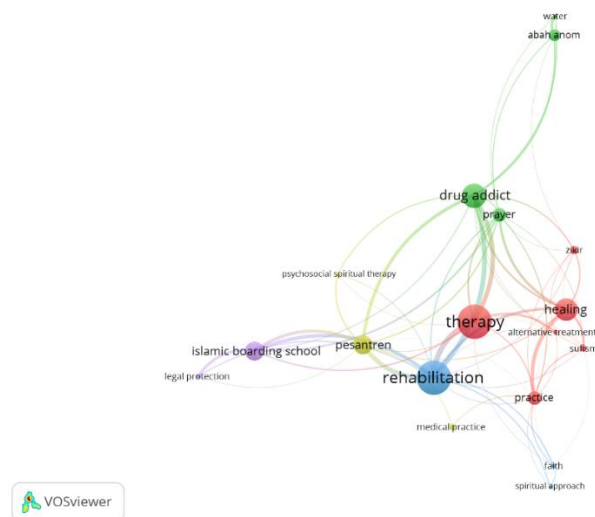 water
abah anom
drug addict
prayer
zikir
psychosocial spiritual therapy
healing
therapy
alternative treatment
sufism
pesantren
islamic boarding school
rehabilitation
legal protection
practice
medical practice
faith
spiritual approach
VOSviewer